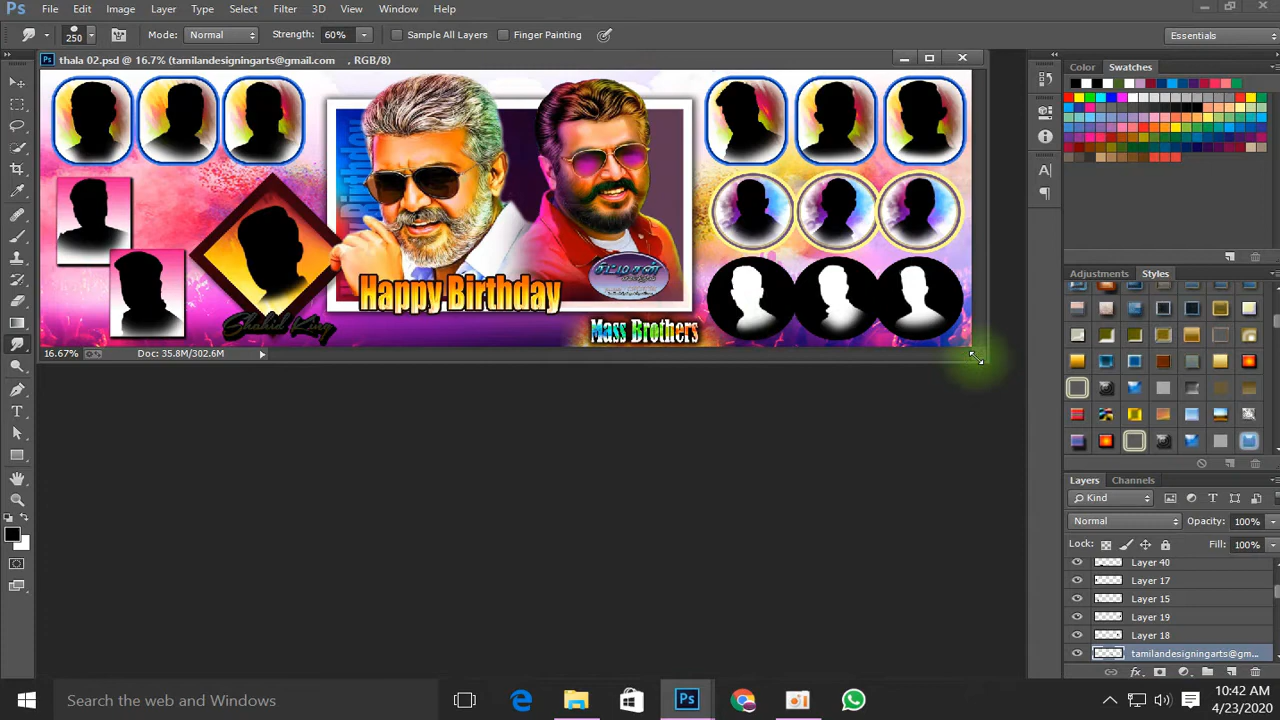 Ps File Edit Image Layer Type Select Filter 3D View Window Help
250 Mode: Normal Strength: 60% Sample All Layers Finger Painting Essentials
thala 02.psd @ 16.7% (tamilandesigningarts@gmail.com , RGB/8)
Color Swatches
Happy Birthday
Mass Brothers
Shahid King
16.67% Doc: 35.8M/302.6M
Adjustments Styles
Layers Channels
Kind
Normal Opacity: 100%
Lock: Fill: 100%
Layer 40
Layer 17
Layer 15
Layer 19
Layer 18
tamilandesigningarts@gm...
Search the web and Windows
10:42 AM
4/23/2020